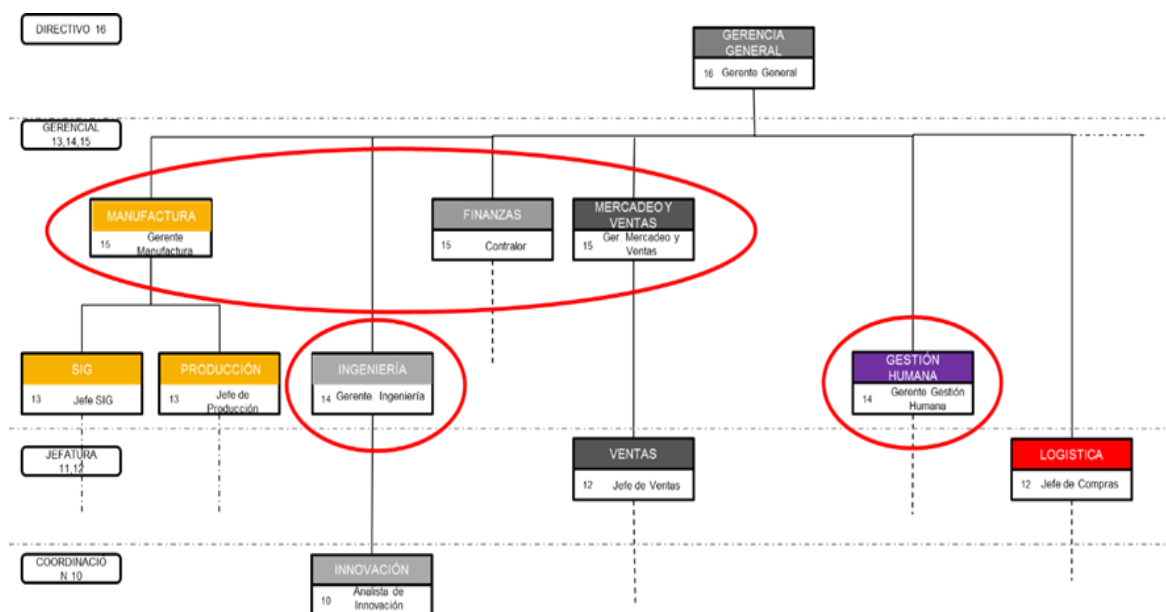 DIRECTIVO 16
GERENCIA
GENERAL
16 Gerente General
GERENCIAL
13,14,15
MANUFACTURA
15 Gerente
Manufactura
FINANZAS
15 Contralor
MERCADEO Y
VENTAS
15 Ger. Mercadeo y
Ventas
SIG
13 Jefe SIG
PRODUCCIÓN
13 Jefe de
Producción
INGENIERÍA
14 Gerente. Ingeniería
GESTIÓN
HUMANA
14 Gerente Gestión
Humana
JEFATURA
11,12
VENTAS
12 Jefe de Ventas
LOGISTICA
12 Jefe de Compras
COORDINACIÓ
N 10
INNOVACIÓN
10 Analista de
Innovación